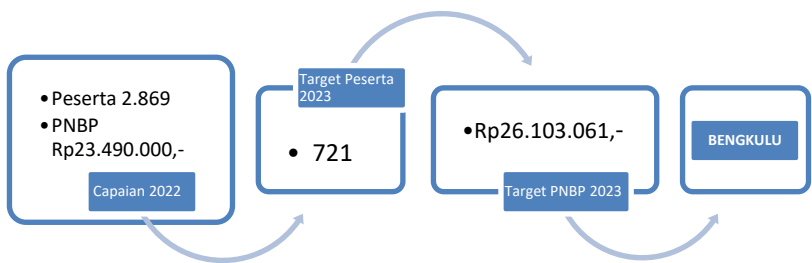 • Peserta 2.869
• PNBP
Rp23.490.000,-
Capaian 2022
Target Peserta
2023
• 721
• Rp26.103.061,-
Target PNBP 2023
BENGKULU